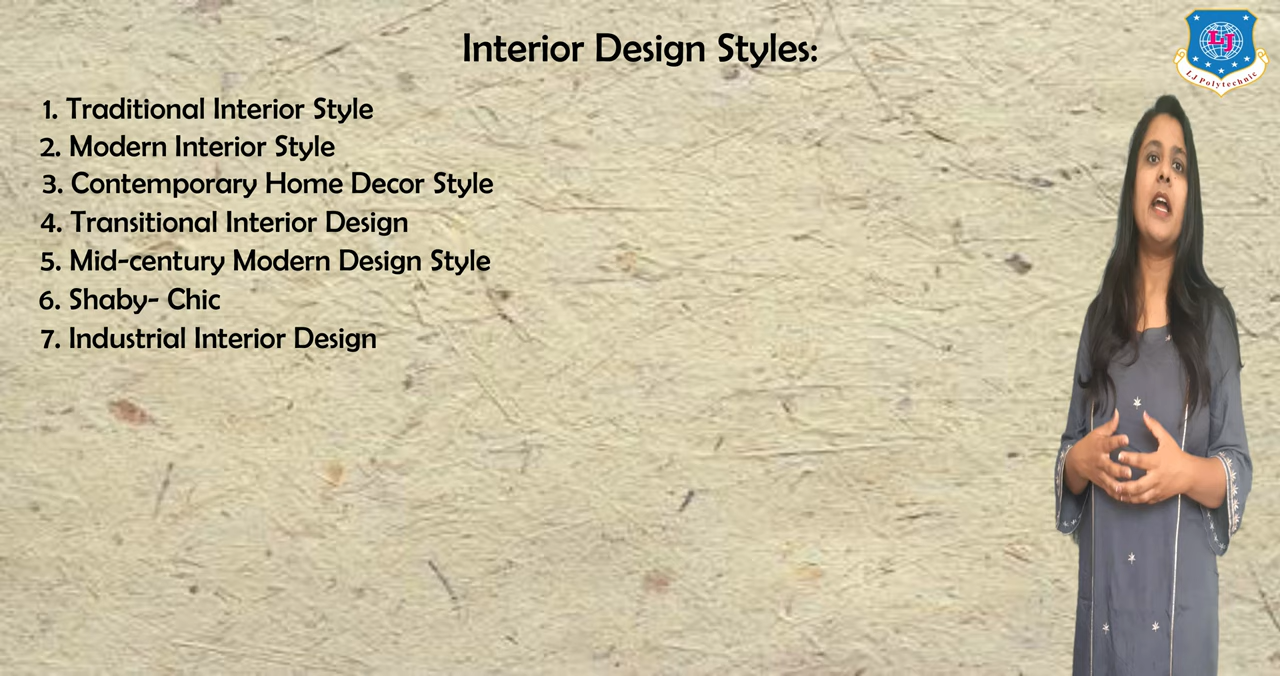 Interior Design Styles:
LJ
LJ Polytechnic
1. Traditional Interior Style
2. Modern Interior Style
3. Contemporary Home Decor Style
4. Transitional Interior Design
5. Mid-century Modern Design Style
6. Shaby- Chic
7. Industrial Interior Design